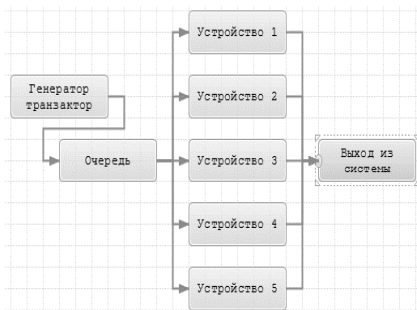 Генератор
транзактор
Очередь
Устройство 1
Устройство 2
Устройство 3
Устройство 4
Устройство 5
Выход из
системы